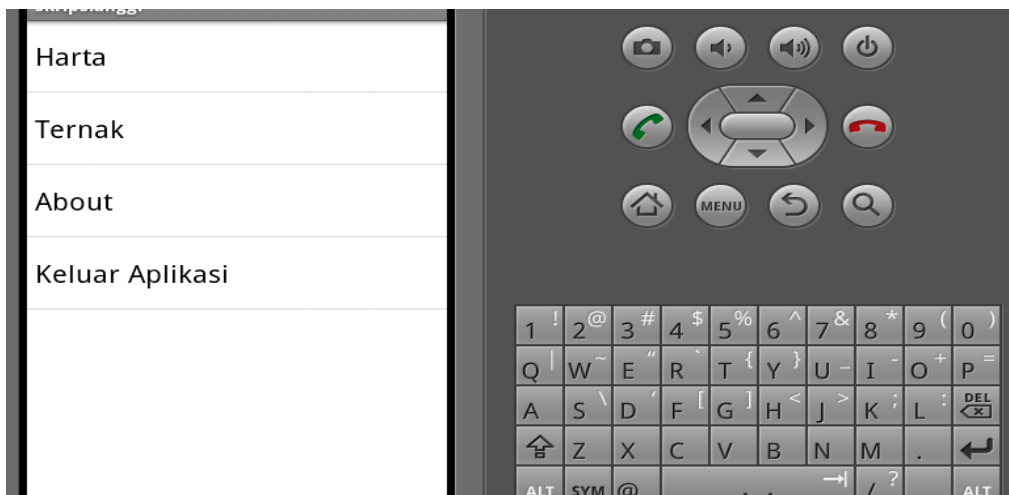 Harta
Ternak
About
Keluar Aplikasi
MENU
1 ! 2 @ 3 # 4 $ 5 % 6 ^ 7 & 8 * 9 ( 0 )
Q | W ~ E " R ` T { Y } U _ I - O + P =
A S \ D ' F [ G ] H < J > K ; L : DEL
Z X C V B N M .
ALT SYM @ / ? ALT